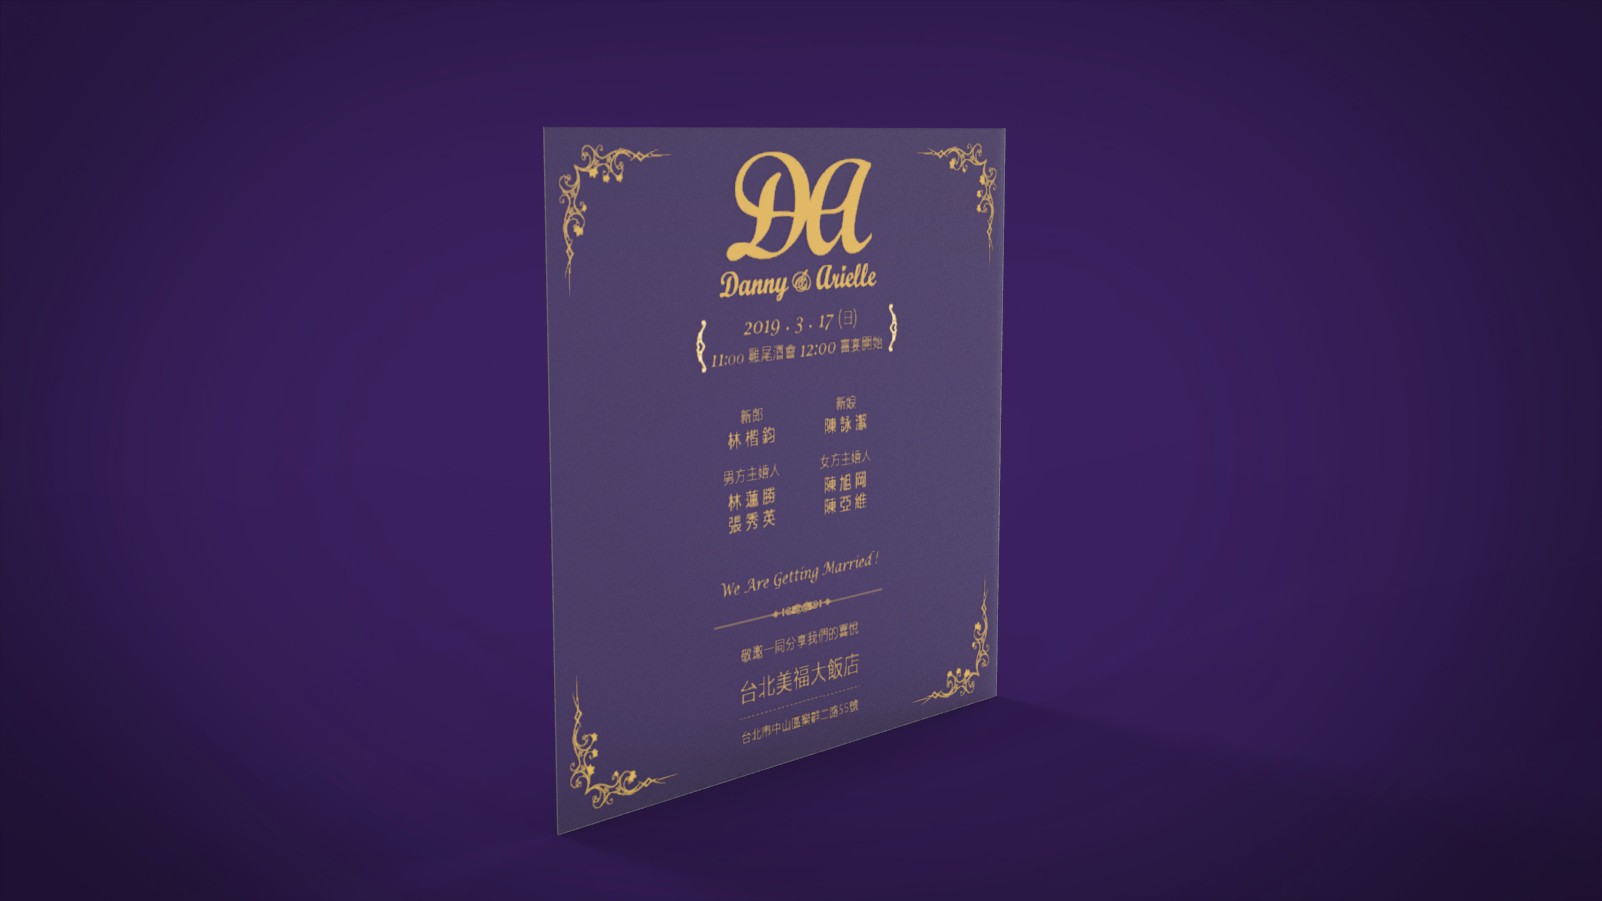 DA
Danny & Arielle
2019 . 3 . 17 (日)
11:00 雞尾酒會 12:00 喜宴開始
新郎
林楷鈞
新娘
陳詠潔
男方主婚人
林蓮勝
張秀英
女方主婚人
陳旭岡
陳亞維
We Are Getting Married !
敬邀一同分享我們的喜悅
台北美福大飯店
台北市中山區樂群二路55號